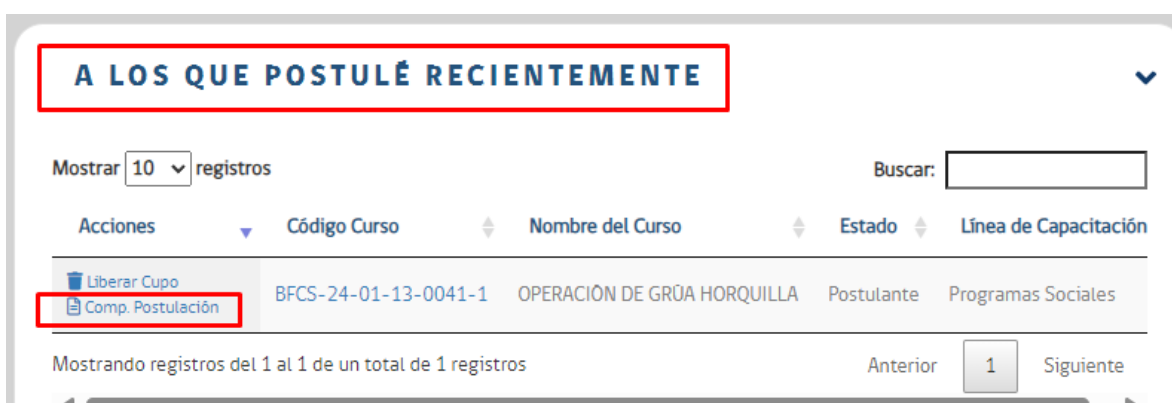 A LOS QUE POSTULÉ RECIENTEMENTE
Mostrar 10 registros
Buscar:
Acciones Código Curso Nombre del Curso Estado Línea de Capacitación
Liberar Cupo
Comp. Postulación
BFCS-24-01-13-0041-1 OPERACIÓN DE GRÚA HORQUILLA Postulante Programas Sociales
Mostrando registros del 1 al 1 de un total de 1 registros
Anterior 1 Siguiente